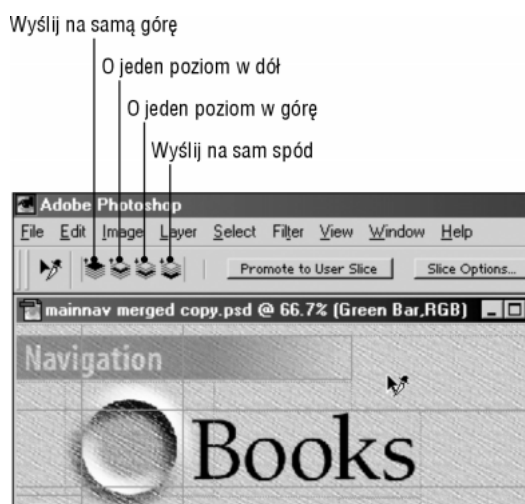 Wyślij na samą górę
O jeden poziom w dół
O jeden poziom w górę
Wyślij na sam spód
Adobe Photoshop
File Edit Image Layer Select Filter View Window Help
Promote to User Slice Slice Options...
mainnav merged copy.psd @ 66.7% (Green Bar,RGB)
Navigation
Books